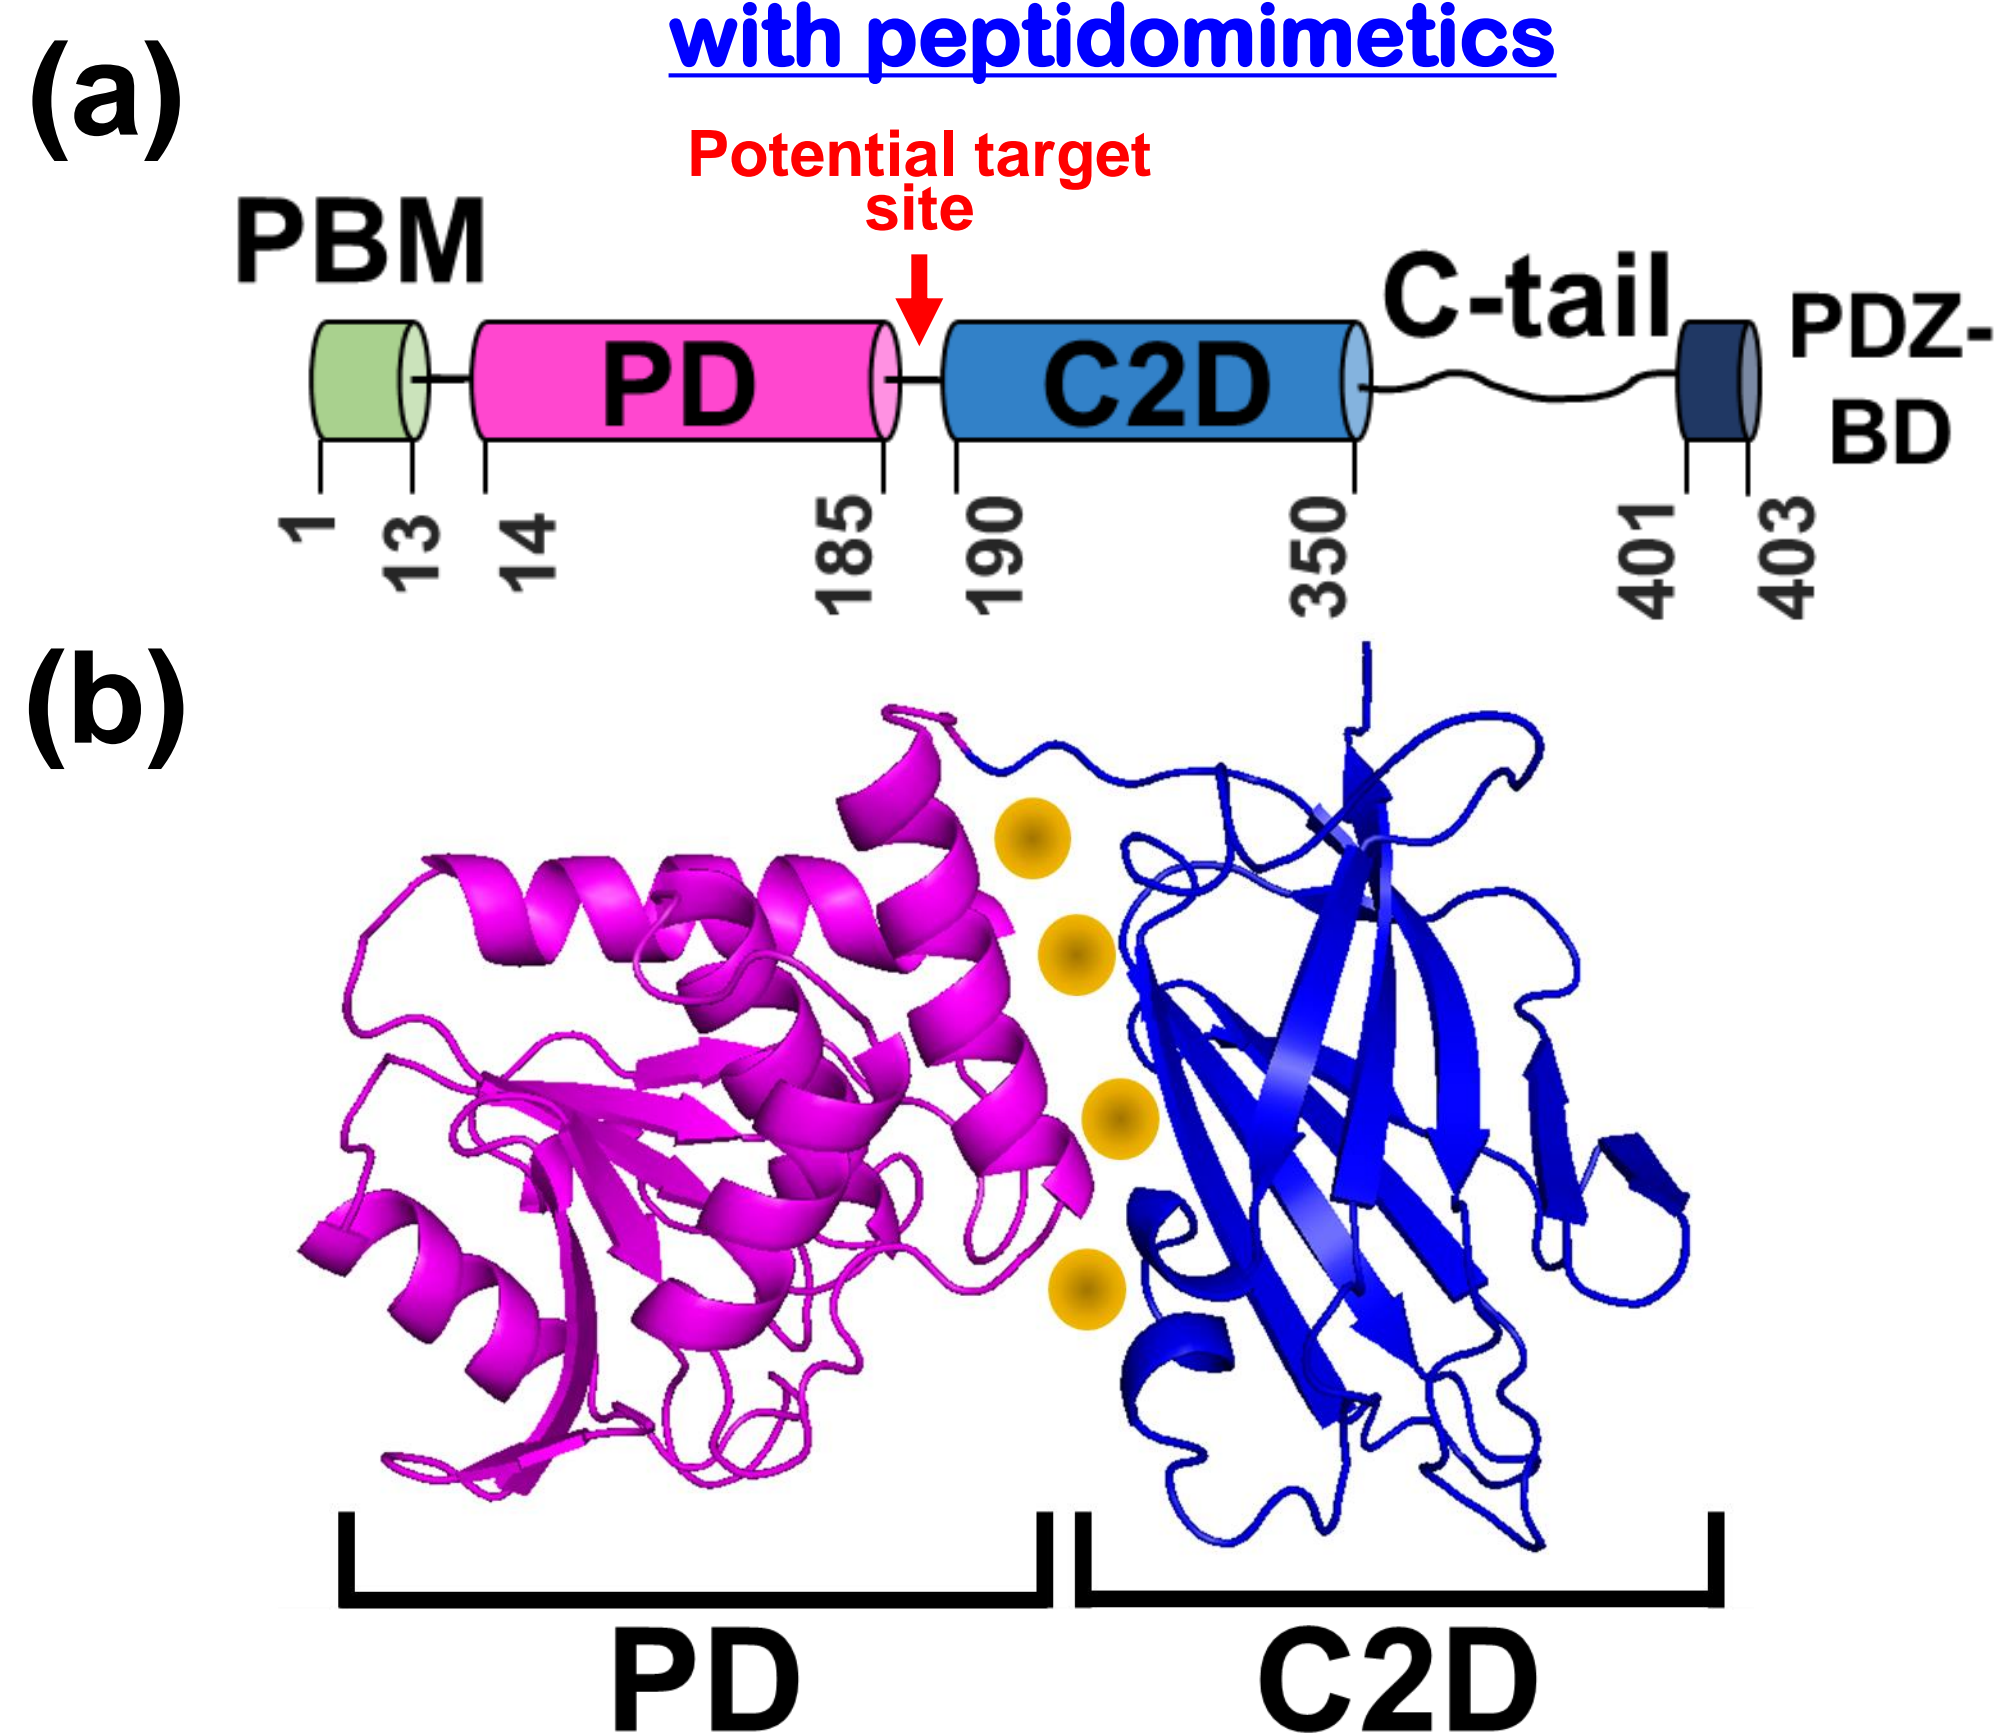 with peptidomimetics
(a)
Potential target
site
PBM
C-tail
PDZ-
BD
PD
C2D
1
13
14
185
190
350
401
403
(b)
PD
C2D